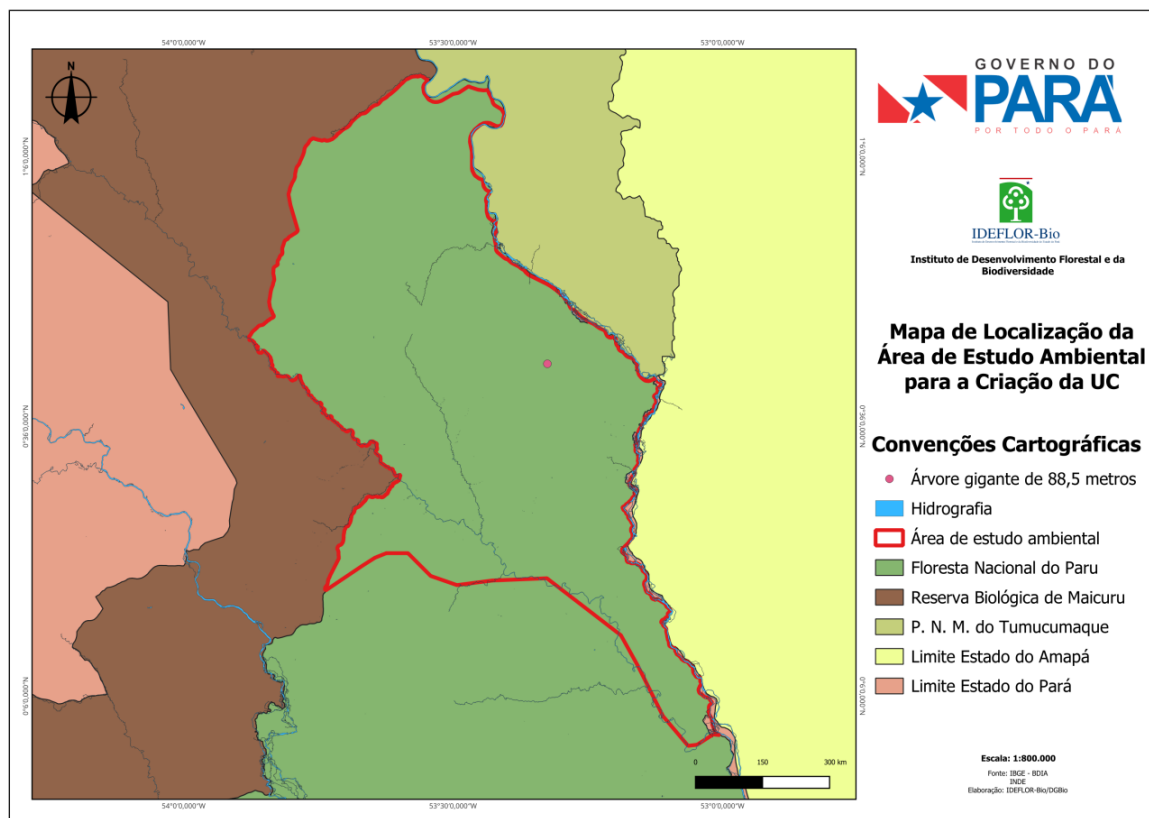 54°0'0,000"W
53°30'0,000"W
53°0'0,000"W
N
1°6'0,000"N
1°6'0,000"N
0°36'0,000"N
0°36'0,000"N
0°6'0,000"N
0°6'0,000"N
0
150
300 km
54°0'0,000"W
53°30'0,000"W
53°0'0,000"W
GOVERNO DO
PARÁ
POR TODO O PARÁ
IDEFLOR-Bio
Instituto de Desenvolvimento Florestal e da
Biodiversidade
Mapa de Localização da
Área de Estudo Ambiental
para a Criação da UC
Convenções Cartográficas
Árvore gigante de 88,5 metros
Hidrografia
Área de estudo ambiental
Floresta Nacional do Paru
Reserva Biológica de Maicuru
P. N. M. do Tumucumaque
Limite Estado do Amapá
Limite Estado do Pará
Escala: 1:800.000
Fonte: IBGE - BDIA
INDE
Elaboração: IDEFLOR-Bio/DGBio